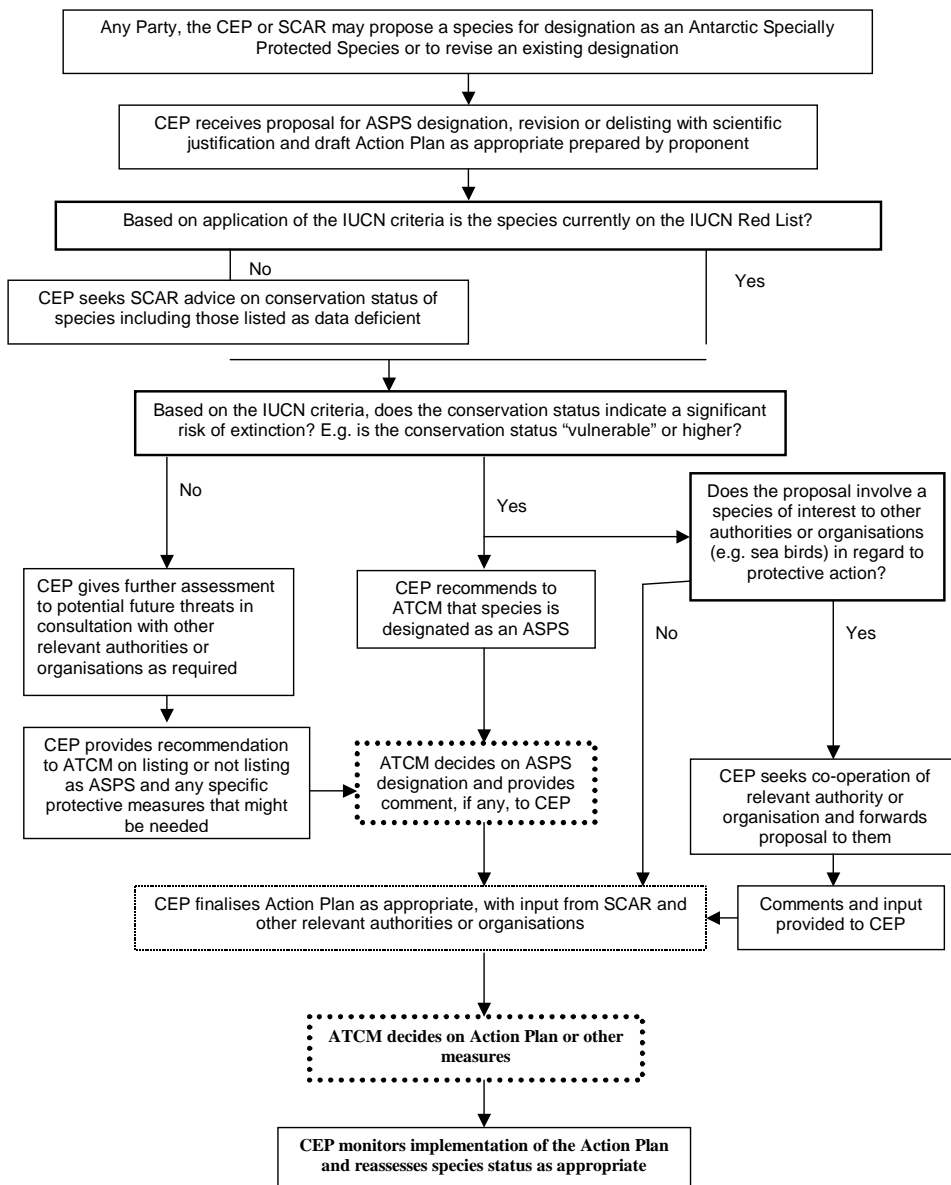 Any Party, the CEP or SCAR may propose a species for designation as an Antarctic Specially
Protected Species or to revise an existing designation
CEP receives proposal for ASPS designation, revision or delisting with scientific
justification and draft Action Plan as appropriate prepared by proponent
Based on application of the IUCN criteria is the species currently on the IUCN Red List?
No
Yes
CEP seeks SCAR advice on conservation status of
species including those listed as data deficient
Based on the IUCN criteria, does the conservation status indicate a significant
risk of extinction? E.g. is the conservation status “vulnerable” or higher?
No
Yes
Does the proposal involve a
species of interest to other
authorities or organisations
(e.g. sea birds) in regard to
protective action?
CEP gives further assessment
to potential future threats in
consultation with other
relevant authorities or
organisations as required
CEP recommends to
ATCM that species is
designated as an ASPS
No
Yes
CEP provides recommendation
to ATCM on listing or not listing
as ASPS and any specific
protective measures that might
be needed
ATCM decides on ASPS
designation and provides
comment, if any, to CEP
CEP seeks co-operation of
relevant authority or
organisation and forwards
proposal to them
CEP finalises Action Plan as appropriate, with input from SCAR and
other relevant authorities or organisations
Comments and input
provided to CEP
ATCM decides on Action Plan or other
measures
CEP monitors implementation of the Action Plan
and reassesses species status as appropriate